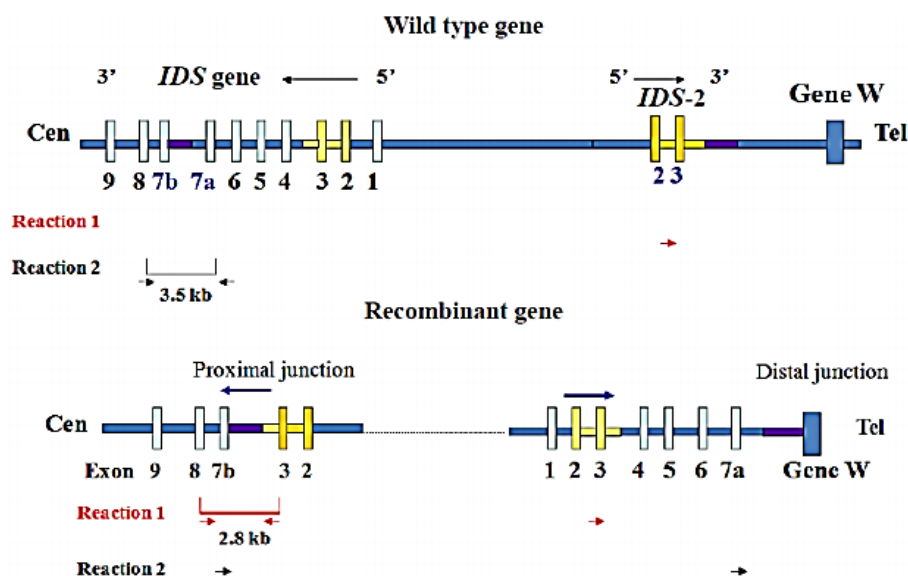 Wild type gene
3’ IDS gene 5’ 5’ 3’
IDS-2 Gene W
Cen Tel
9 8 7b 7a 6 5 4 3 2 1 2 3
Reaction 1
Reaction 2
3.5 kb
Recombinant gene
Proximal junction Distal junction
Cen Tel
Exon 9 8 7b 3 2 1 2 3 4 5 6 7a Gene W
Reaction 1
2.8 kb
Reaction 2